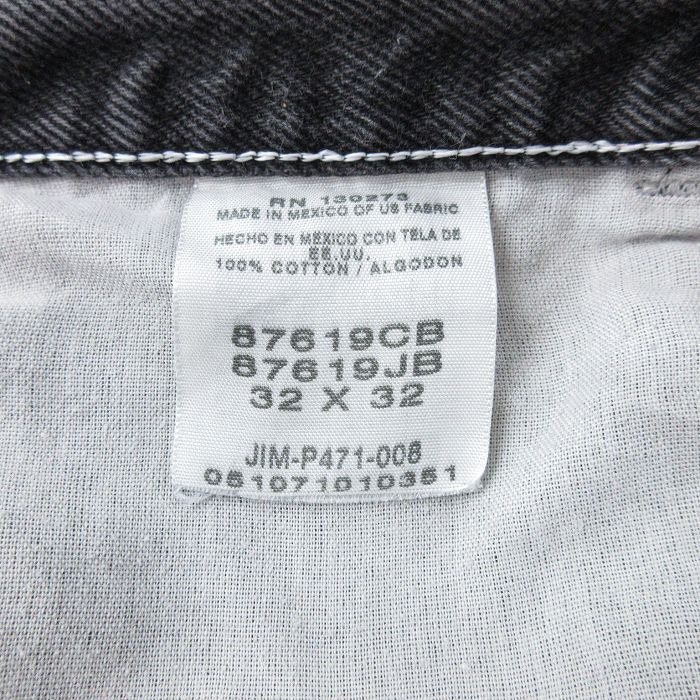 RN 130273
MADE IN MEXICO OF US FABRIC
HECHO EN MEXICO CON TELA DE
EE.UU.
100% COTTON / ALGODON
87619CB
87619JB
32 X 32
JIM-P471-008
051971010351